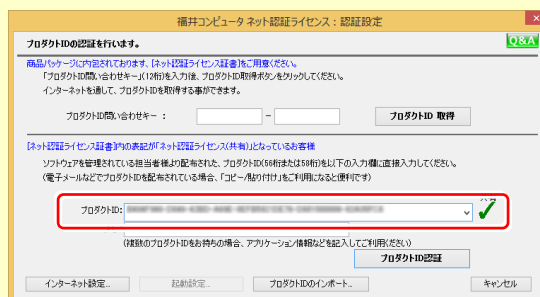 福井コンピュータ ネット認証ライセンス：認証設定
プロダクトIDの認証を行います。
Q&A
商品パッケージに内包されております、[ネット認証ライセンス証書]をご用意ください。
「プロダクトID問い合わせキー」(12桁)を入力後、プロダクトID取得ボタンをクリックしてください。
インターネットを通して、プロダクトIDを取得する事ができます。
プロダクトID問い合わせキー ：
－
プロダクトID 取得
[ネット認証ライセンス証書]内の表記が「ネット認証ライセンス(共有)」となっているお客様
ソフトウェアを管理されている担当者様より配布された、プロダクトID(56桁または58桁)を以下の入力欄に直接入力してください。
(電子メールなどでプロダクトIDを配布されている場合、「コピー/貼り付け」をご利用になると便利です)
プロダクトID:
(複数のプロダクトIDをお持ちの場合、アプリケーション情報などを記入してご利用ください)
プロダクトID認証
インターネット設定...
起動設定...
プロダクトIDのインポート...
キャンセル